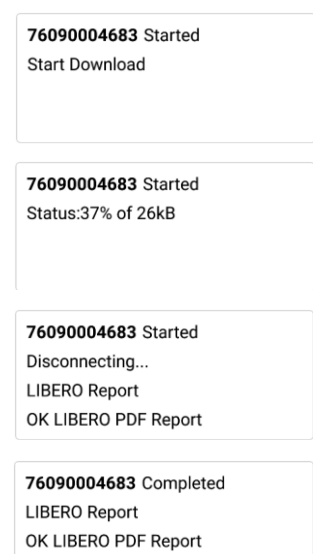 76090004683 Started
Start Download
76090004683 Started
Status:37% of 26kB
76090004683 Started
Disconnecting...
LIBERO Report
OK LIBERO PDF Report
76090004683 Completed
LIBERO Report
OK LIBERO PDF Report